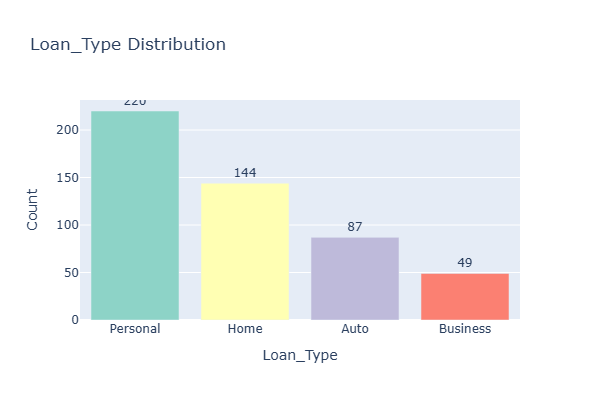 Loan_Type Distribution
220
200
150
100
50
0
144
87
49
Count
Personal
Home
Auto
Business
Loan_Type